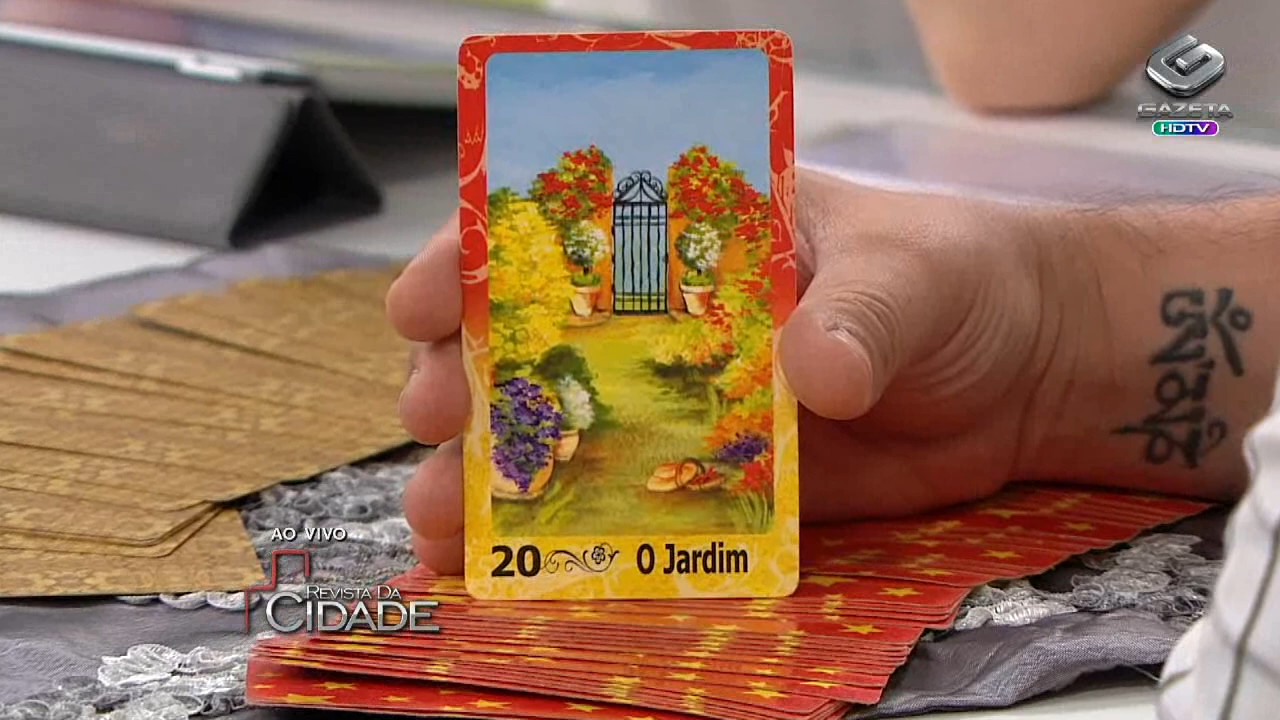 GAZETA
HDTV
AO VIVO
REVISTA DA
CIDADE
20 O Jardim